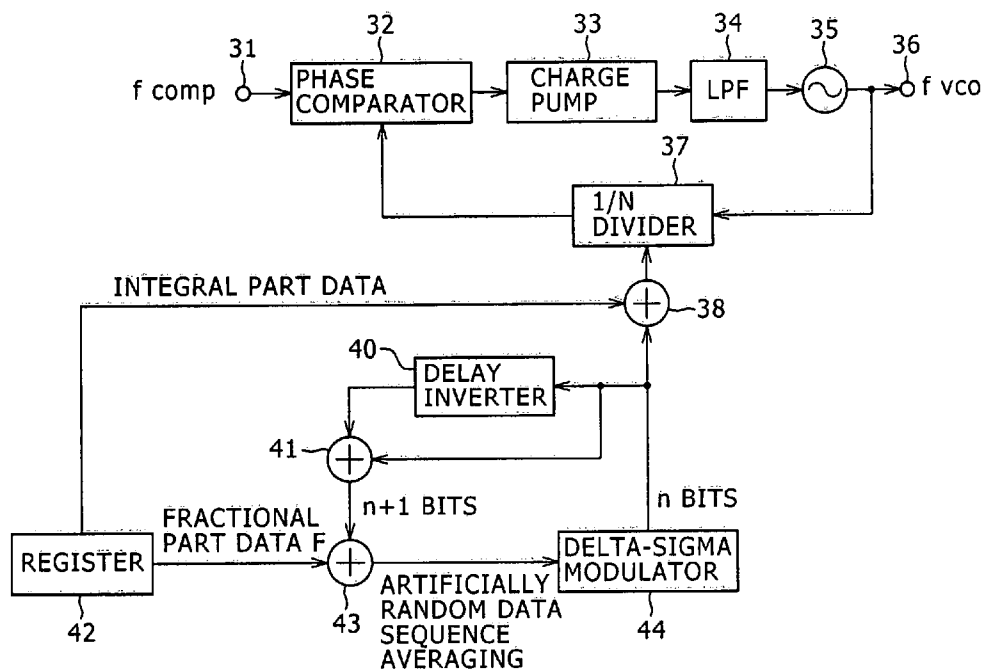 31
32
33
34
35
36
f comp
PHASE
COMPARATOR
CHARGE
PUMP
LPF
f vco
37
1/N
DIVIDER
INTEGRAL PART DATA
38
40
DELAY
INVERTER
41
n+1 BITS
n BITS
FRACTIONAL
PART DATA F
REGISTER
42
43
ARTIFICIALLY
RANDOM DATA
SEQUENCE
AVERAGING
DELTA-SIGMA
MODULATOR
44